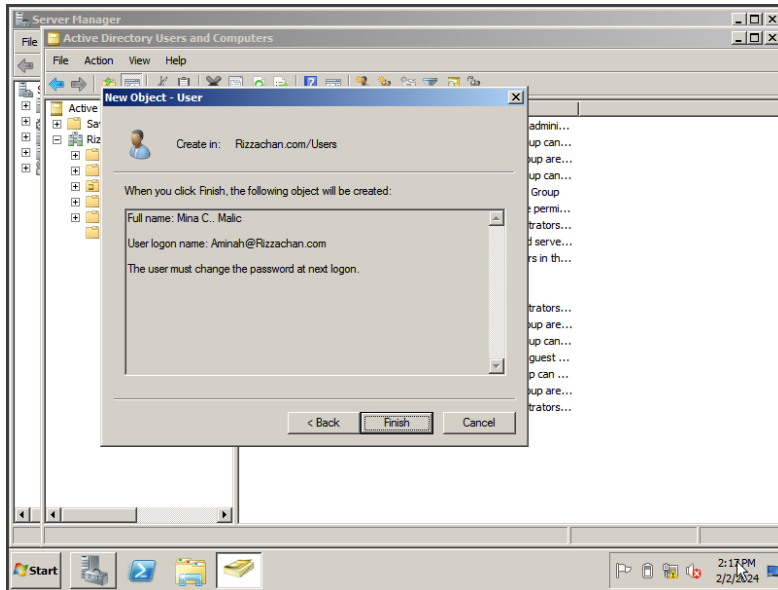 Server Manager
File
Active Directory Users and Computers
File Action View Help
New Object - User
Active
Sa
Riz
Create in: Rizzachan.com/Users
When you click Finish, the following object will be created:
Full name: Mina C.. Malic
User logon name: Aminah@Rizzachan.com
The user must change the password at next logon.
< Back Finish Cancel
admini...
up can...
oup are...
up can...
Group
permi...
trators...
d serve...
rs in th...
trators...
oup are...
up can...
guest ...
p can ...
oup are...
trators...
Start
2:17 PM
2/2/2024